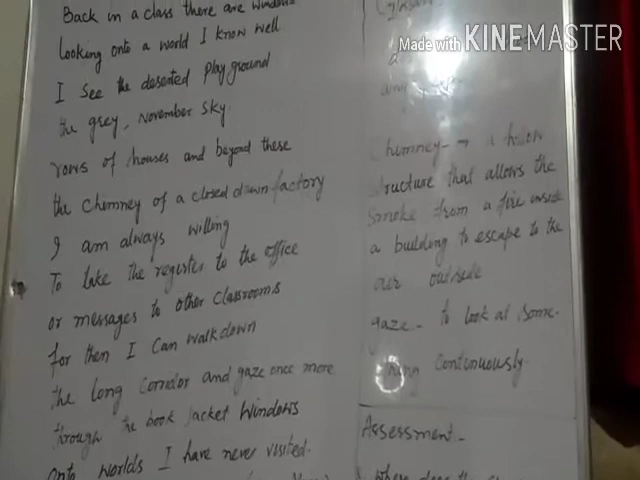 Back in a class there are windows
looking onto a world I know well
I see the deserted play ground
the grey, November sky.
rows of houses and beyond these
the chimney of a closed down factory
I am always willing
To take the register to the office
or messages to other classrooms
for then I can walk down
the long corridor and gaze once more
through the book jacket windows
onto worlds I have never visited.
Made with KINEMASTER
any
Chimney - → A hollow
structure that allows the
smoke from a fire inside
a building to escape to the
air outside
gaze - To look at some-
thing continuously.
Assessment -